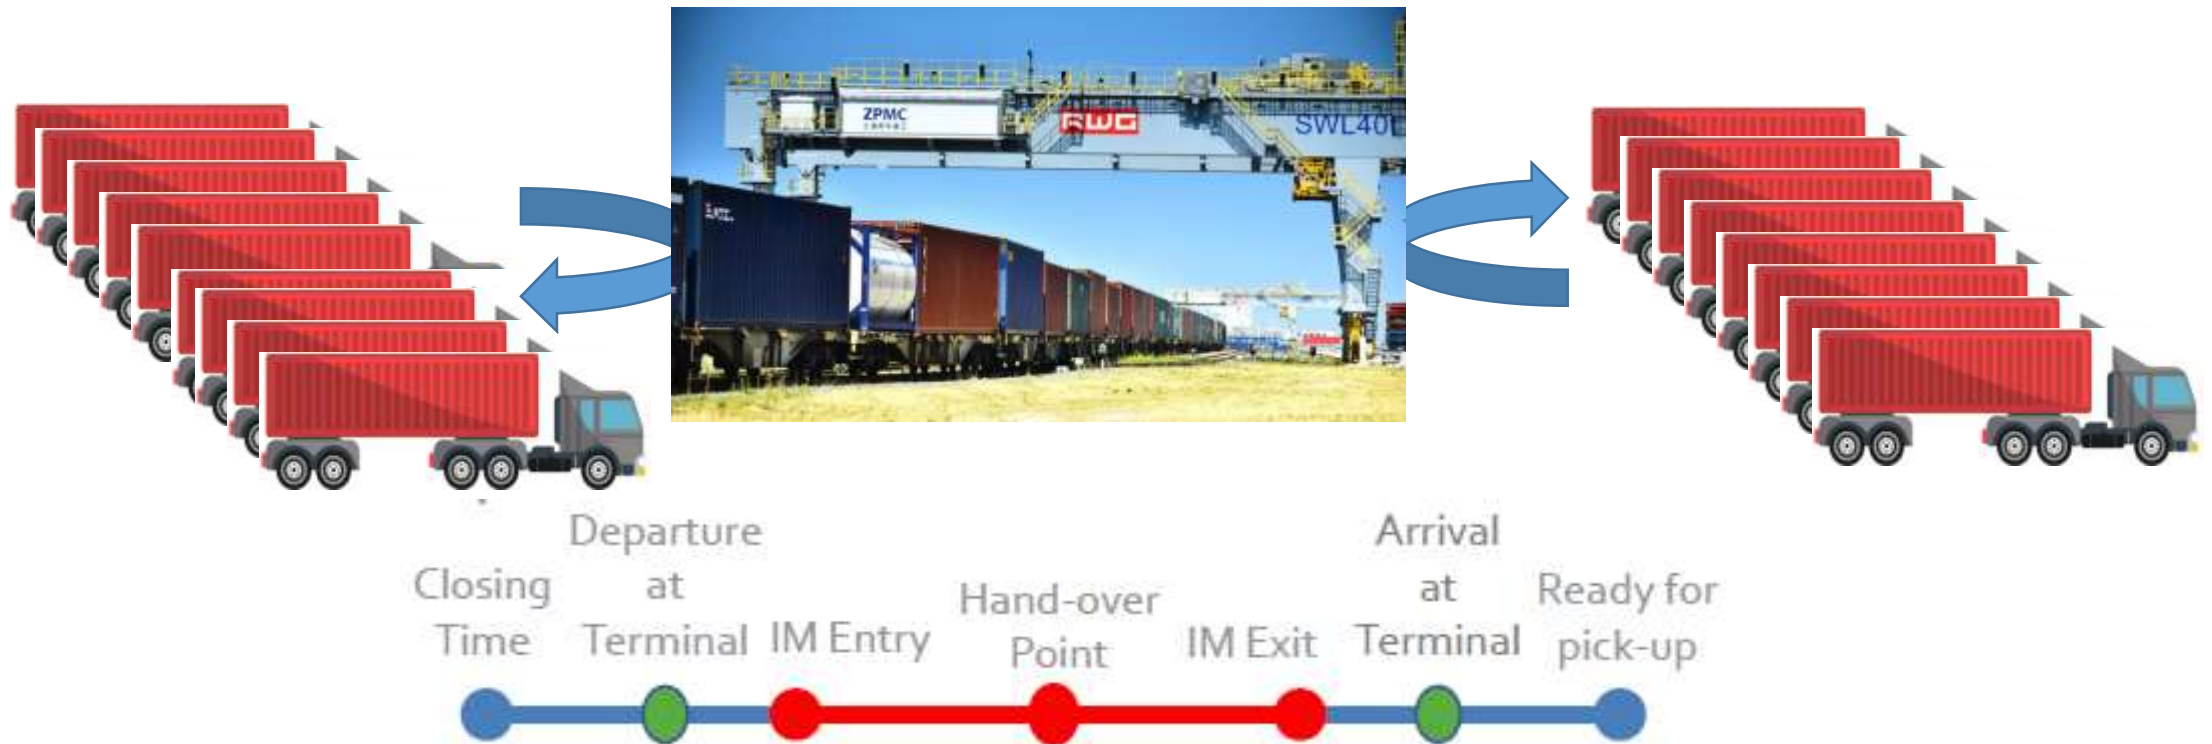 ZPMC
RWG
SWL40
Closing
Time
Departure
at
Terminal
IM Entry
Hand-over
Point
IM Exit
Arrival
at
Terminal
Ready for
pick-up